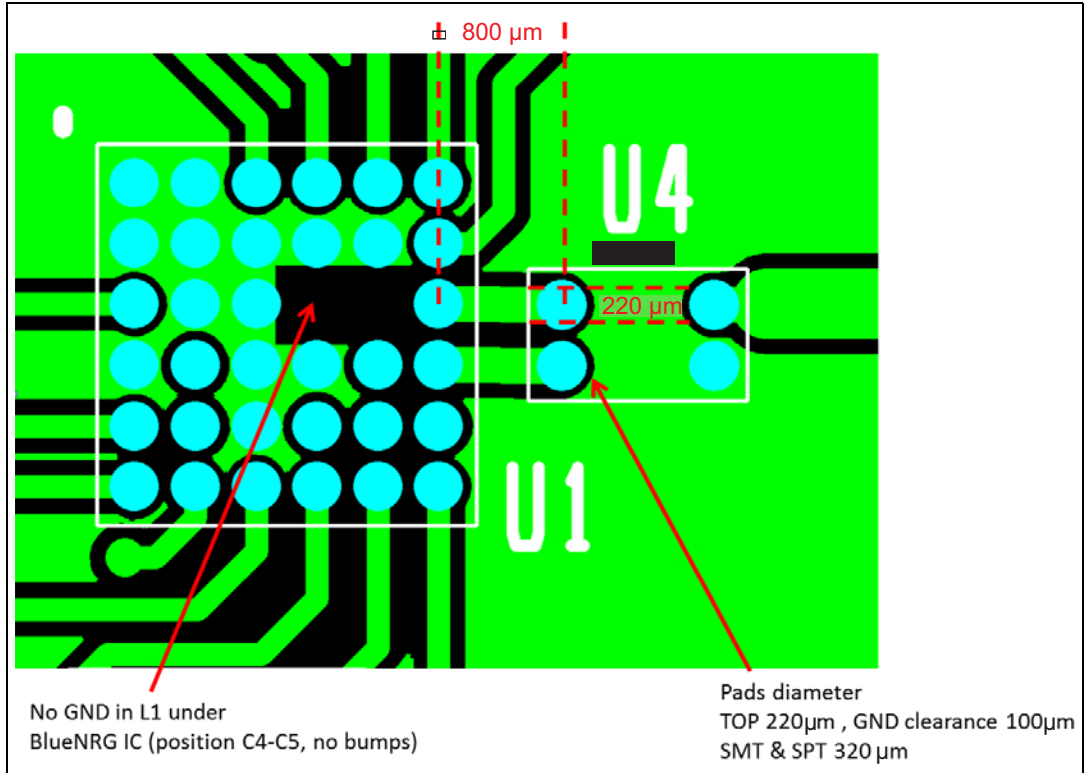 800 µm
U4
220 µm
U1
No GND in L1 under
BlueNRG IC (position C4-C5, no bumps)
Pads diameter
TOP 220µm , GND clearance 100µm
SMT & SPT 320 µm